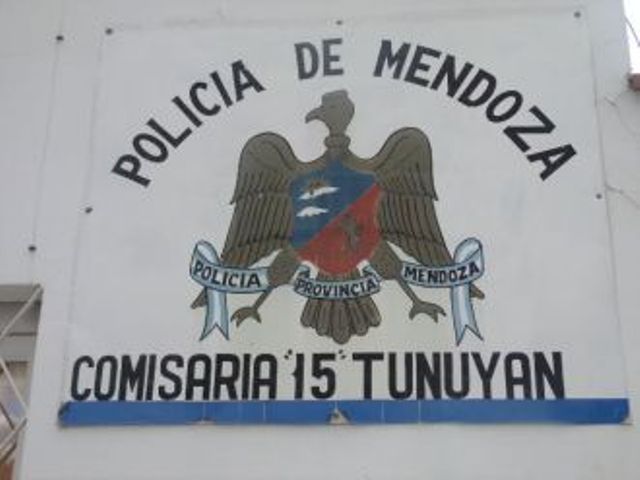 POLICIA DE MENDOZA
POLICIA PROVINCIA MENDOZA
COMISARIA "15" TUNUYAN